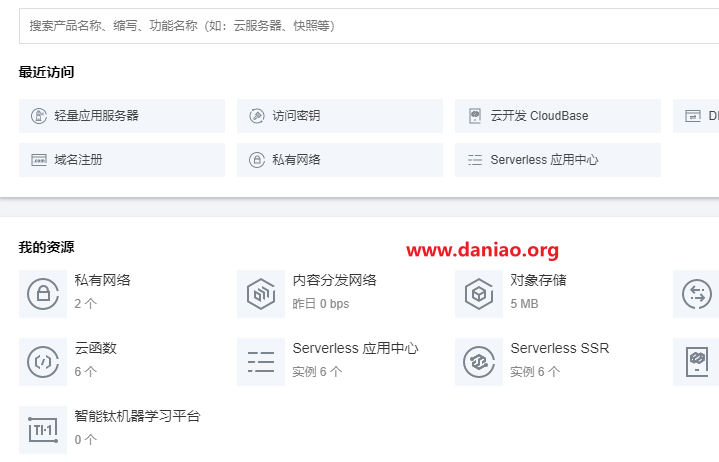 搜索产品名称、缩写、功能名称（如：云服务器、快照等）
最近访问
轻量应用服务器
访问密钥
云开发 CloudBase
域名注册
私有网络
Serverless 应用中心
我的资源
www.daniao.org
私有网络
2 个
内容分发网络
昨日 0 bps
对象存储
5 MB
云函数
6 个
Serverless 应用中心
实例 6 个
Serverless SSR
实例 6 个
TI·1
智能钛机器学习平台
0 个